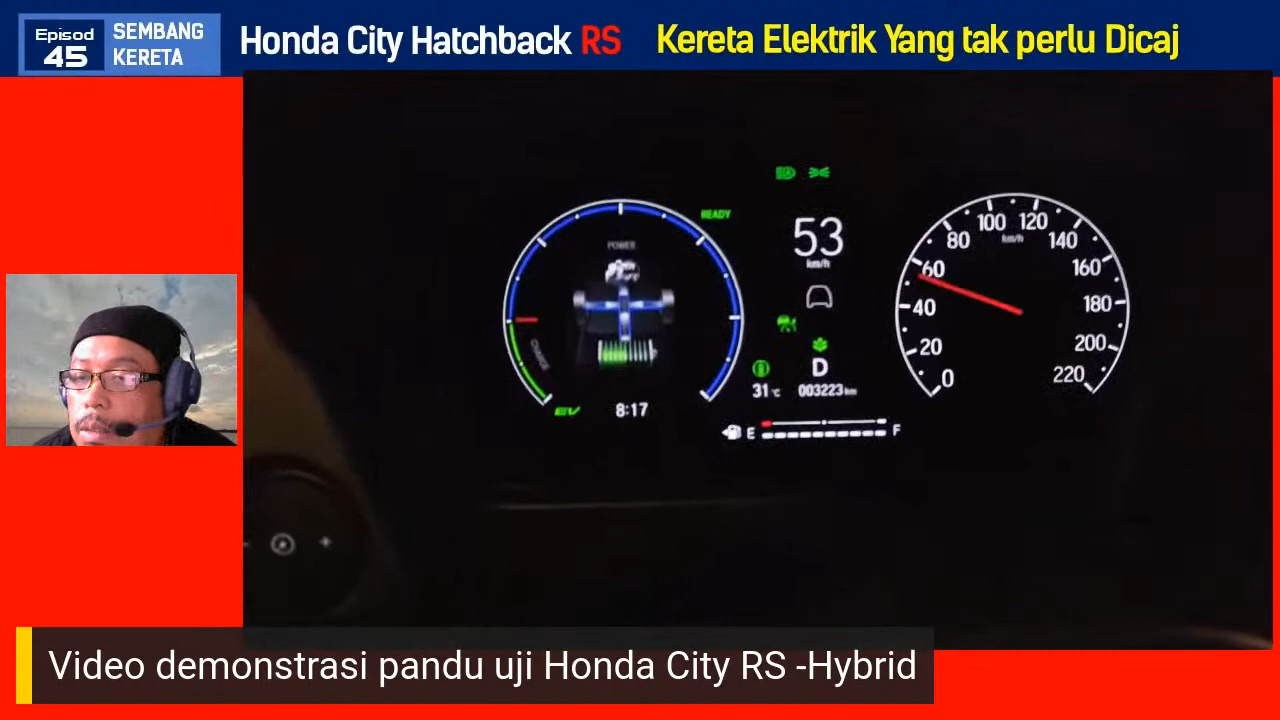 Episod
45
SEMBANG
KERETA
Honda City Hatchback RS
Kereta Elektrik Yang tak perlu Dicaj
READY
POWER
CHARGE
EV
8:17
53
km/h
D
31°C
003223 km
E
F
0
20
40
60
80
100
120
140
160
180
200
220
km/h
- +
Video demonstrasi pandu uji Honda City RS -Hybrid